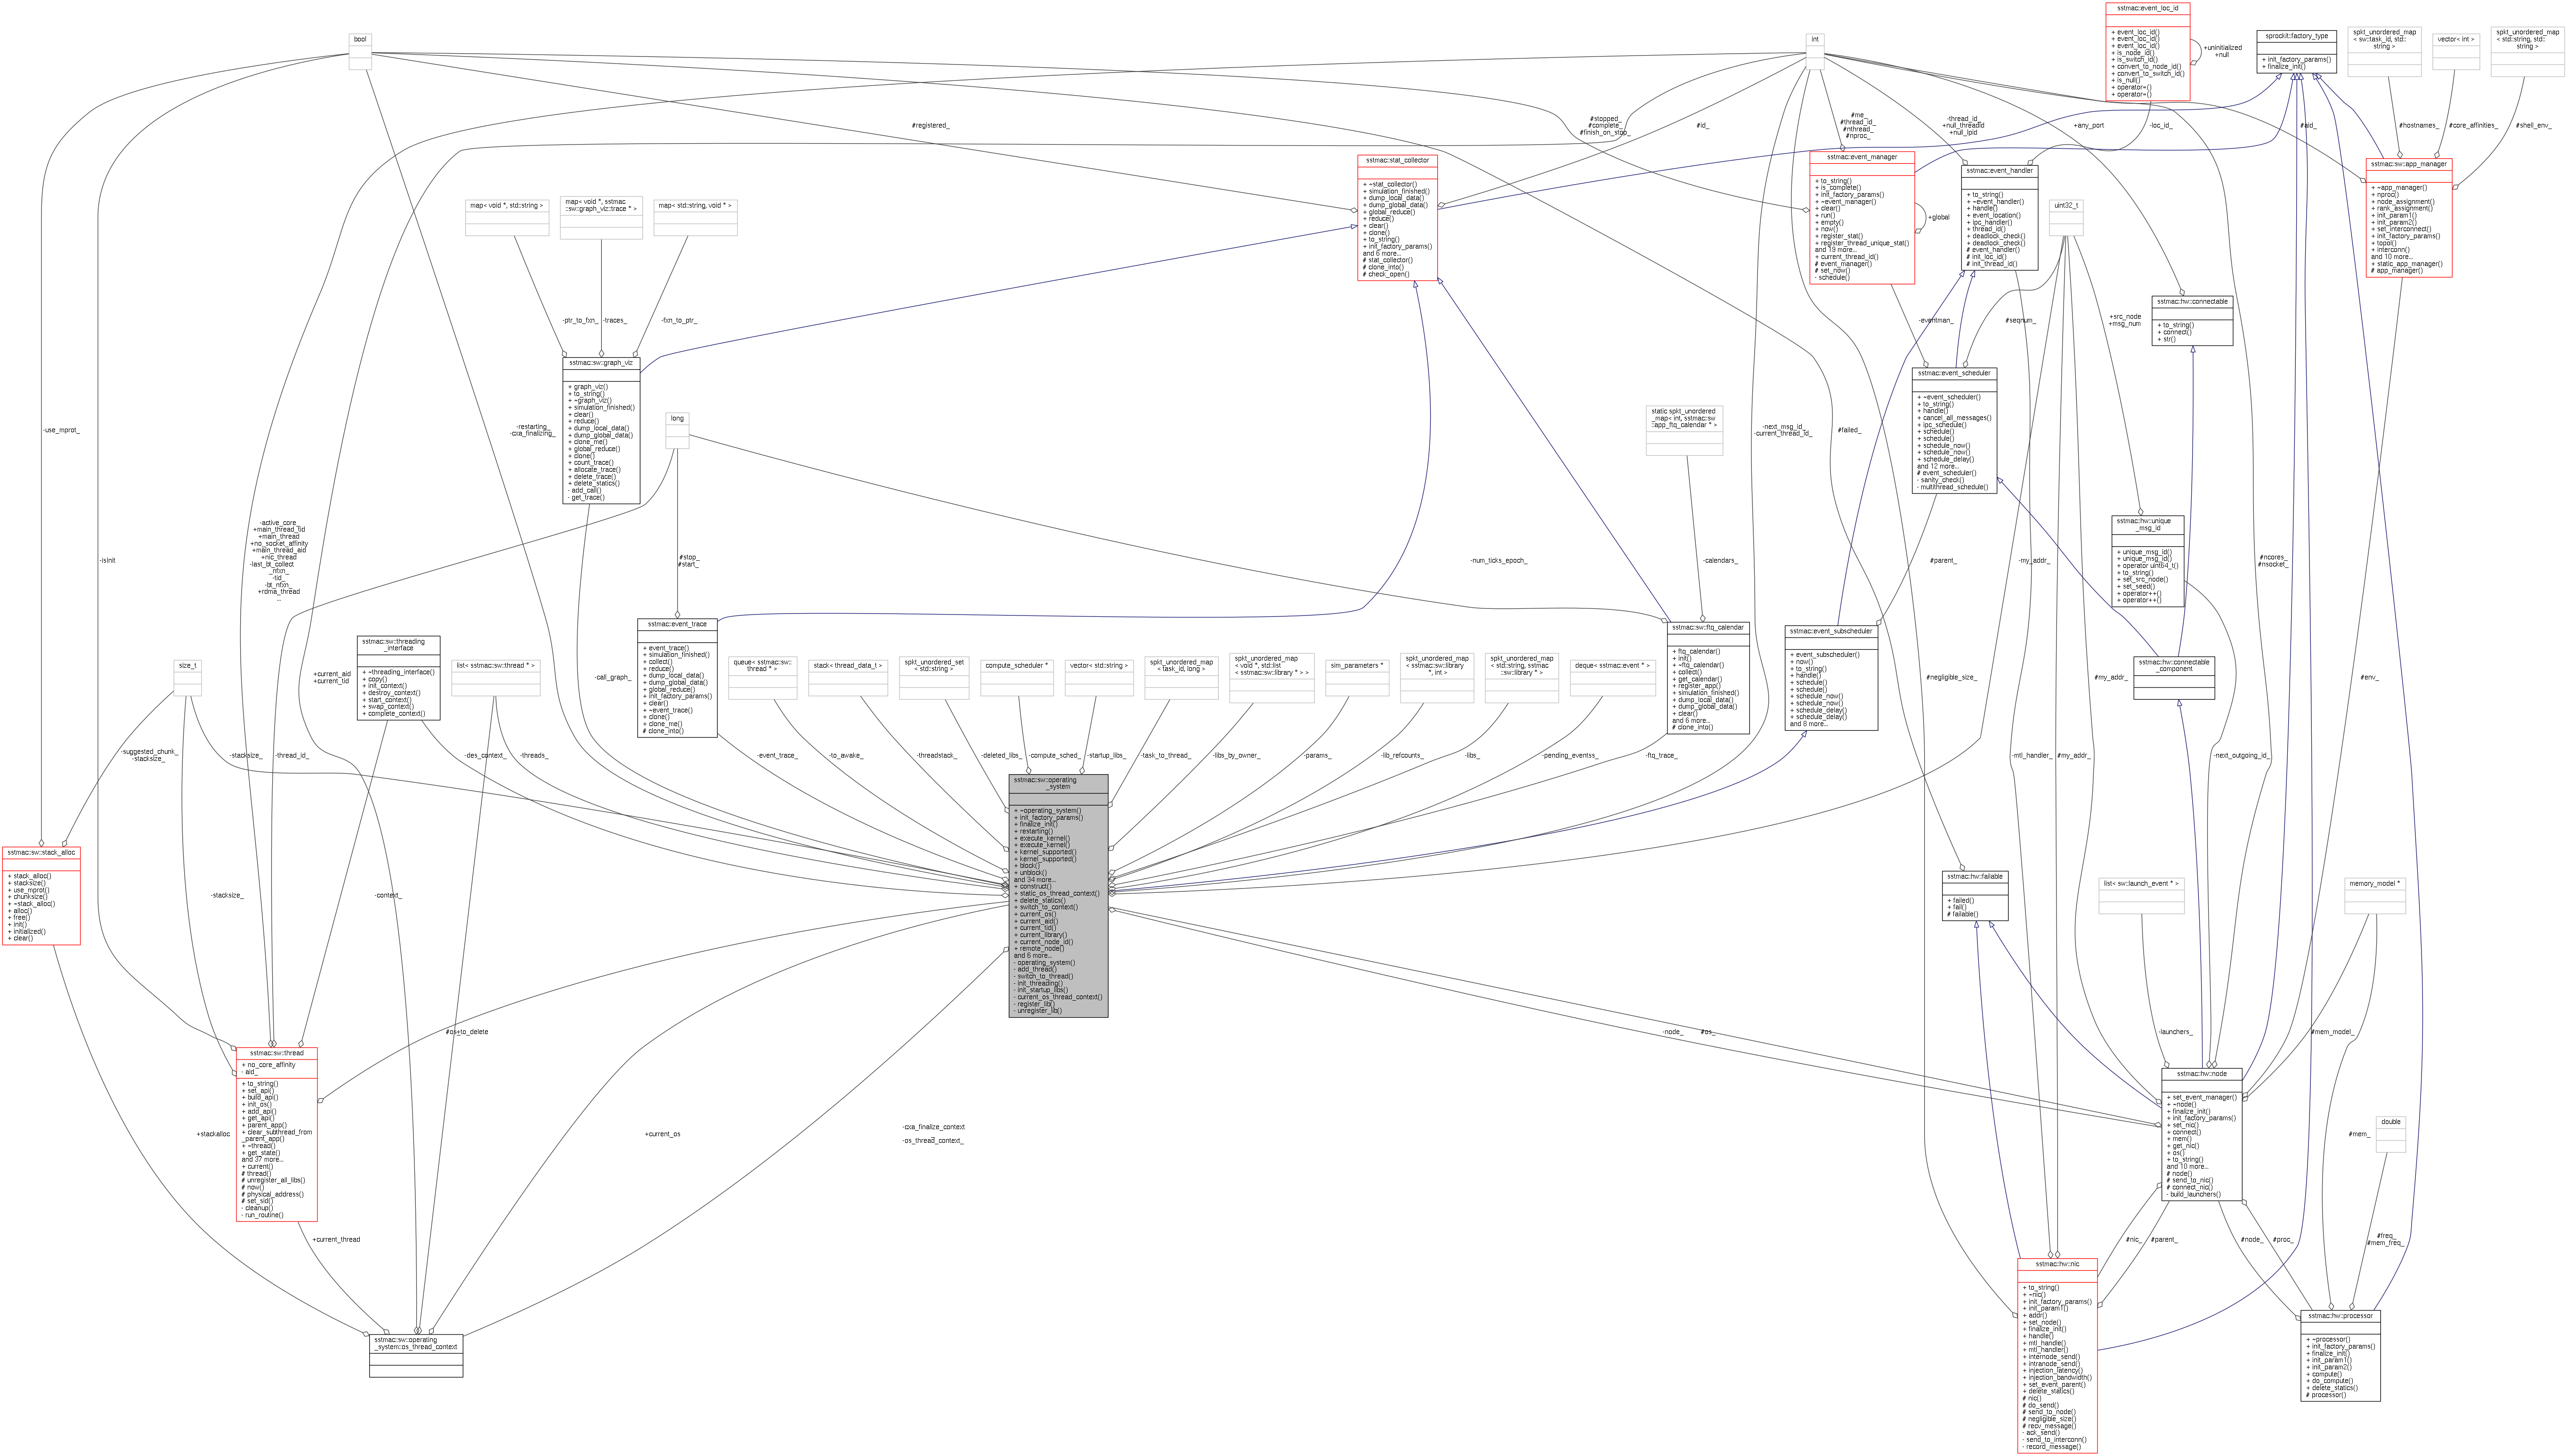 sstmac::event_loc_id
+ event_loc_id()
+ event_loc_id()
+ event_loc_id()
+ is_node_id()
+ is_switch_id()
+ convert_to_node_id()
+ convert_to_switch_id()
+ is_null()
+ operator=()
+ operator=()
+uninitialized
+null
bool
int
sprockit::factory_type
+ init_factory_params()
+ finalize_init()
spkt_unordered_map
< sw::task_id, std::
string >
vector< int >
spkt_unordered_map
< std::string, std::
string >
#registered_
#stopped_
#complete_
#finish_on_stop_
#id_
#me_
#thread_id_
#nthread_
#nproc_
-thread_id_
+null_threadid
+null_lpid
+any_port
-loc_id_
#aid_
#hostnames_
#core_affinities_
#shell_env_
sstmac::stat_collector
+ ~stat_collector()
+ simulation_finished()
+ dump_local_data()
+ dump_global_data()
+ global_reduce()
+ reduce()
+ clear()
+ clone()
+ to_string()
+ init_factory_params()
and 6 more...
# stat_collector()
# clone_into()
# check_open()
sstmac::event_manager
+ to_string()
+ is_complete()
+ init_factory_params()
+ ~event_manager()
+ clear()
+ run()
+ empty()
+ now()
+ register_stat()
+ register_thread_unique_stat()
and 19 more...
+ current_thread_id()
# event_manager()
# set_now()
- schedule()
+global
sstmac::event_handler
+ to_string()
+ ~event_handler()
+ handle()
+ event_location()
+ ipc_handler()
+ thread_id()
+ deadlock_check()
+ deadlock_check()
# event_handler()
# init_loc_id()
# init_thread_id()
uint32_t
sstmac::sw::app_manager
+ ~app_manager()
+ nproc()
+ node_assignment()
+ rank_assignment()
+ init_param1()
+ init_param2()
+ set_interconnect()
+ init_factory_params()
+ topol()
+ interconn()
and 10 more...
+ static_app_manager()
# app_manager()
map< void *, std::string >
map< void *, sstmac
::sw::graph_viz::trace * >
map< std::string, void * >
-ptr_to_fxn_
-traces_
-fxn_to_ptr_
-eventman_
#seqnum_
+src_node
+msg_num
sstmac::hw::connectable
+ to_string()
+ connect()
+ str()
sstmac::sw::graph_viz
+ graph_viz()
+ to_string()
+ ~graph_viz()
+ simulation_finished()
+ clear()
+ reduce()
+ dump_local_data()
+ dump_global_data()
+ clone_me()
+ global_reduce()
+ clone()
+ count_trace()
+ allocate_trace()
+ delete_trace()
+ delete_statics()
- add_call()
- get_trace()
sstmac::event_scheduler
+ ~event_scheduler()
+ to_string()
+ handle()
+ cancel_all_messages()
+ ipc_schedule()
+ schedule()
+ schedule()
+ schedule_now()
+ schedule_now()
+ schedule_delay()
and 12 more...
# event_scheduler()
- sanity_check()
- multithread_schedule()
-use_mprot_
-restarting_
-cxa_finalizing_
long
static spkt_unordered
_map< int, sstmac::sw
::app_ftq_calendar * >
-next_msg_id_
-current_thread_id_
#failed_
sstmac::hw::unique
_msg_id
+ unique_msg_id()
+ unique_msg_id()
+ operator uint64_t()
+ to_string()
+ set_src_node()
+ set_seed()
+ operator++()
+ operator++()
-isInit
-active_core_
+main_thread_tid
+main_thread
+no_socket_affinity
+main_thread_aid
+nic_thread
-last_bt_collect
_nfxn_
-tid_
-bt_nfxn_
+rdma_thread
...
#stop_
#start_
-num_ticks_epoch_
-calendars_
#parent_
-my_addr_
#ncores_
#nsocket_
sstmac::sw::threading
_interface
+ ~threading_interface()
+ copy()
+ init_context()
+ destroy_context()
+ start_context()
+ swap_context()
+ complete_context()
size_t
list< sstmac::sw::thread * >
+current_aid
+current_tid
-call_graph_
sstmac::event_trace
+ event_trace()
+ simulation_finished()
+ collect()
+ reduce()
+ dump_local_data()
+ dump_global_data()
+ global_reduce()
+ init_factory_params()
+ clear()
+ ~event_trace()
+ clone()
+ clone_me()
# clone_into()
queue< sstmac::sw::
thread * >
stack< thread_data_t >
spkt_unordered_set
< std::string >
compute_scheduler *
vector< std::string >
spkt_unordered_map
< task_id, long >
spkt_unordered_map
< void *, std::list
< sstmac::sw::library * > >
sim_parameters *
spkt_unordered_map
< sstmac::sw::library
*, int >
spkt_unordered_map
< std::string, sstmac
::sw::library * >
deque< sstmac::event * >
sstmac::sw::ftq_calendar
+ ftq_calendar()
+ init()
+ ~ftq_calendar()
+ collect()
+ get_calendar()
+ register_app()
+ simulation_finished()
+ dump_local_data()
+ dump_global_data()
+ clear()
and 6 more...
# clone_into()
sstmac::event_subscheduler
+ event_subscheduler()
+ now()
+ to_string()
+ handle()
+ schedule()
+ schedule()
+ schedule_now()
+ schedule_now()
+ schedule_delay()
+ schedule_delay()
and 8 more...
#negligible_size_
#my_addr_
sstmac::hw::connectable
_component
#env_
-suggested_chunk_
-stacksize_
-stacksize_
-thread_id_
-des_context_
-threads_
-event_trace_
-to_awake_
-threadstack_
-deleted_libs_
-compute_sched_
-startup_libs_
-task_to_thread_
-libs_by_owner_
-params_
-lib_refcounts_
-libs_
-pending_eventss_
-ftq_trace_
-mtl_handler_
#my_addr_
-next_outgoing_id_
sstmac::sw::operating
_system
+ ~operating_system()
+ init_factory_params()
+ finalize_init()
+ restarting()
+ execute_kernel()
+ execute_kernel()
+ kernel_supported()
+ kernel_supported()
+ block()
+ unblock()
and 34 more...
+ construct()
+ static_os_thread_context()
+ delete_statics()
+ switch_to_context()
+ current_os()
+ current_aid()
+ current_tid()
+ current_library()
+ current_node_id()
+ remote_node()
and 6 more...
- operating_system()
- add_thread()
- switch_to_thread()
- init_threading()
- init_startup_libs()
- current_os_thread_context()
- register_lib()
- unregister_lib()
sstmac::sw::stack_alloc
+ stack_alloc()
+ stacksize()
+ use_mprot()
+ chunksize()
+ ~stack_alloc()
+ alloc()
+ free()
+ init()
+ initialized()
+ clear()
-stacksize_
-context_
sstmac::hw::failable
+ failed()
+ fail()
# failable()
list< sw::launch_event * >
memory_model *
#os_
+to_delete
-node_
#os_
-launchers_
#mem_model_
sstmac::sw::thread
+ no_core_affinity
- aid_
+ to_string()
+ set_api()
+ build_api()
+ init_os()
+ add_api()
+ get_api()
+ parent_app()
+ clear_subthread_from
_parent_app()
+ ~thread()
+ get_state()
and 37 more...
+ current()
# thread()
# unregister_all_libs()
# now()
# physical_address()
# set_sid()
- cleanup()
- run_routine()
sstmac::hw::node
+ set_event_manager()
+ ~node()
+ finalize_init()
+ init_factory_params()
+ set_nic()
+ connect()
+ mem()
+ get_nic()
+ os()
+ to_string()
and 10 more...
# node()
# send_to_nic()
# connect_nic()
- build_launchers()
double
+stackalloc
+current_os
-cxa_finalize_context
_
-os_thread_context_
#mem_
+current_thread
#nic_
#parent_
#node_
#proc_
#freq_
#mem_freq_
sstmac::hw::nic
+ to_string()
+ ~nic()
+ init_factory_params()
+ init_param1()
+ addr()
+ set_node()
+ finalize_init()
+ handle()
+ mtl_handle()
+ mtl_handler()
+ internode_send()
+ intranode_send()
+ injection_latency()
+ injection_bandwidth()
+ set_event_parent()
+ delete_statics()
# nic()
# do_send()
# send_to_node()
# negligible_size()
# recv_message()
- ack_send()
- send_to_interconn()
- record_message()
sstmac::hw::processor
+ ~processor()
+ init_factory_params()
+ finalize_init()
+ init_param1()
+ init_param2()
+ compute()
+ do_compute()
+ delete_statics()
# processor()
sstmac::sw::operating
_system::os_thread_context